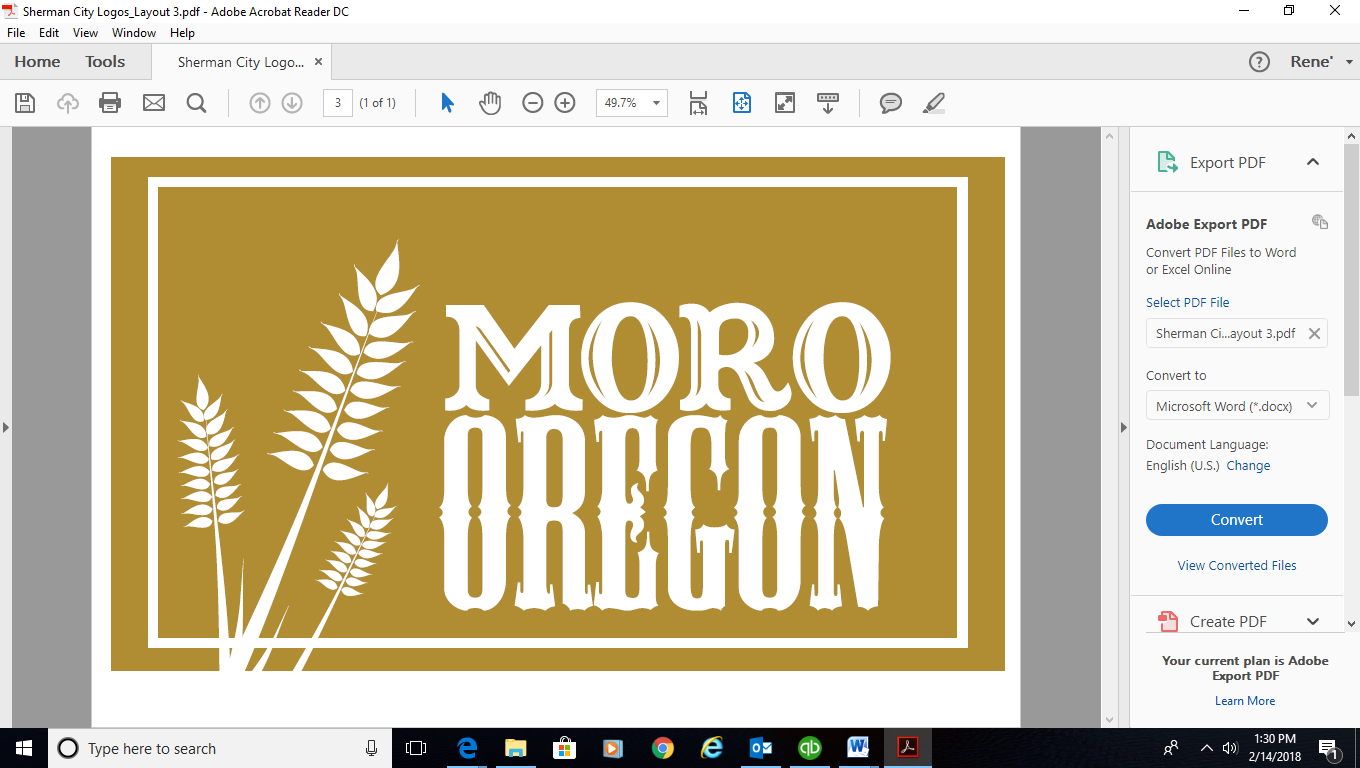 Sherman City Logos_Layout 3.pdf - Adobe Acrobat Reader DC
File Edit View Window Help
Home Tools Sherman City Logo... × ? Rene'
3 (1 of 1) 49.7%
MORO
OREGON
Export PDF
Adobe Export PDF
Convert PDF Files to Word
or Excel Online
Select PDF File
Sherman Ci...ayout 3.pdf
Convert to
Microsoft Word (*.docx)
Document Language:
English (U.S.) Change
Convert
View Converted Files
Create PDF
Your current plan is Adobe
Export PDF
Learn More
Type here to search
1:30 PM
2/14/2018
1